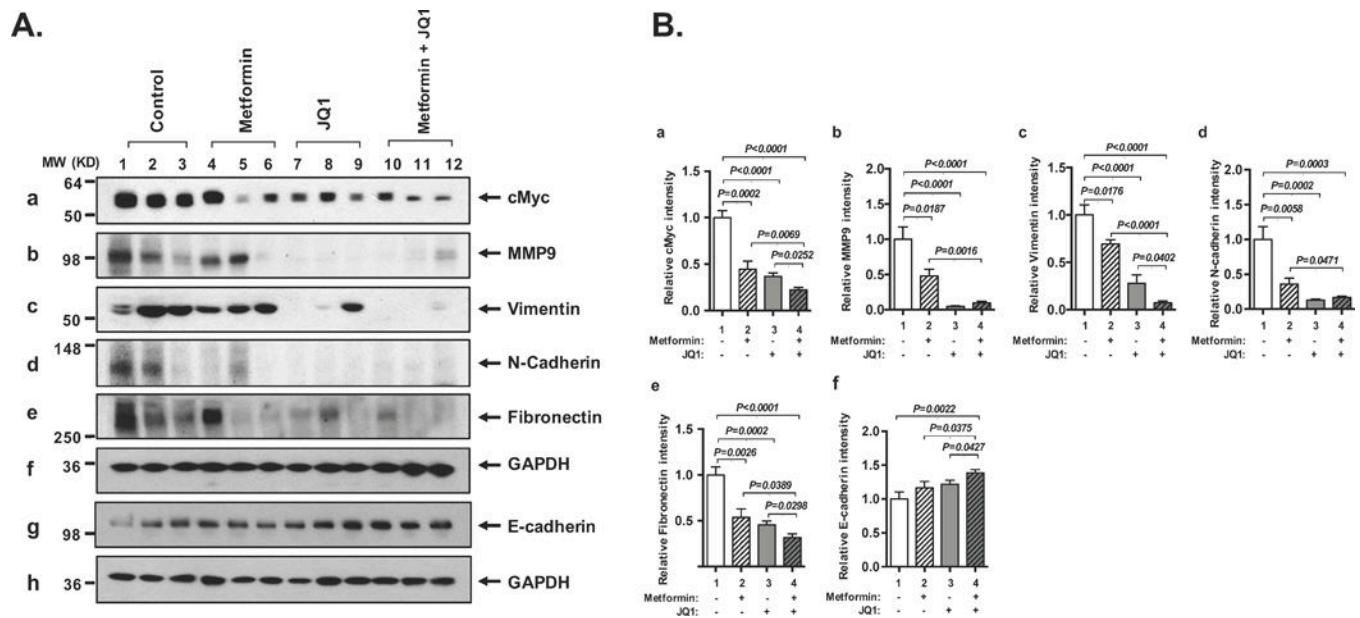 A.
Control
Metformin
JQ1
Metformin + JQ1
MW (KD) 1 2 3 4 5 6 7 8 9 10 11 12
a 64 50 cMyc
b 98 MMP9
c 50 Vimentin
d 148 N-Cadherin
e 250 Fibronectin
f 36 GAPDH
g 98 E-cadherin
h 36 GAPDH
B.
a
Relative cMyc intensity
1.5
1.0
0.5
0.0
P<0.0001
P<0.0001
P=0.0002
P=0.0069
P=0.0252
1 2 3 4
Metformin: - + - +
JQ1: - - + +
b
Relative MMP9 intensity
2.0
1.5
1.0
0.5
0.0
P<0.0001
P<0.0001
P=0.0187
P=0.0016
1 2 3 4
- + - +
- - + +
c
Relative Vimentin intensity
1.5
1.0
0.5
0.0
P<0.0001
P<0.0001
P=0.0176
P<0.0001
P=0.0402
1 2 3 4
Metformin: - + - +
JQ1: - - + +
d
Relative N-cadherin intensity
2.0
1.5
1.0
0.5
0.0
P=0.0003
P=0.0002
P=0.0058
P=0.0471
1 2 3 4
- + - +
- - + +
e
Relative Fibronectin intensity
1.5
1.0
0.5
P<0.0001
P=0.0002
P=0.0026
P=0.0389
P=0.0298
1 2 3 4
Metformin: - + - +
JQ1: - - + +
f
Relative E-cadherin intensity
2.0
1.5
1.0
0.5
0.0
P=0.0022
P=0.0375
P=0.0427
1 2 3 4
Metformin: - + - +
JQ1: - - + +